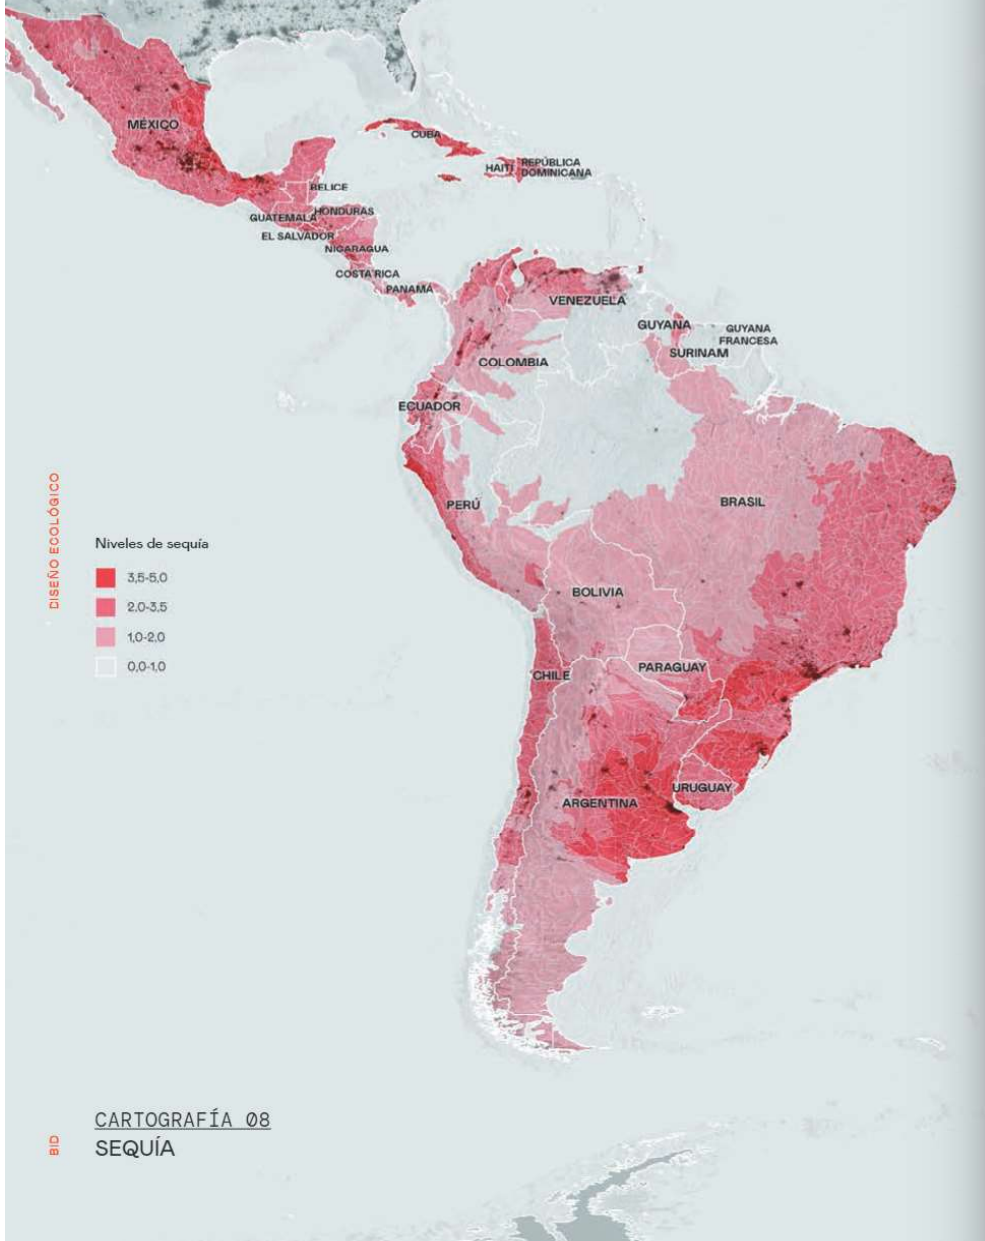 MÉXICO
CUBA
HAITÍ
REPÚBLICA
DOMINICANA
BELICE
GUATEMALA
HONDURAS
EL SALVADOR
NICARAGUA
COSTA RICA
PANAMÁ
VENEZUELA
GUYANA
GUYANA
FRANCESA
SURINAM
COLOMBIA
ECUADOR
PERÚ
BRASIL
BOLIVIA
PARAGUAY
CHILE
URUGUAY
ARGENTINA
DISEÑO ECOLÓGICO
Niveles de sequía
3,5-5,0
2.0-3.5
1,0-2,0
0,0-1,0
BID
CARTOGRAFÍA 08
SEQUÍA